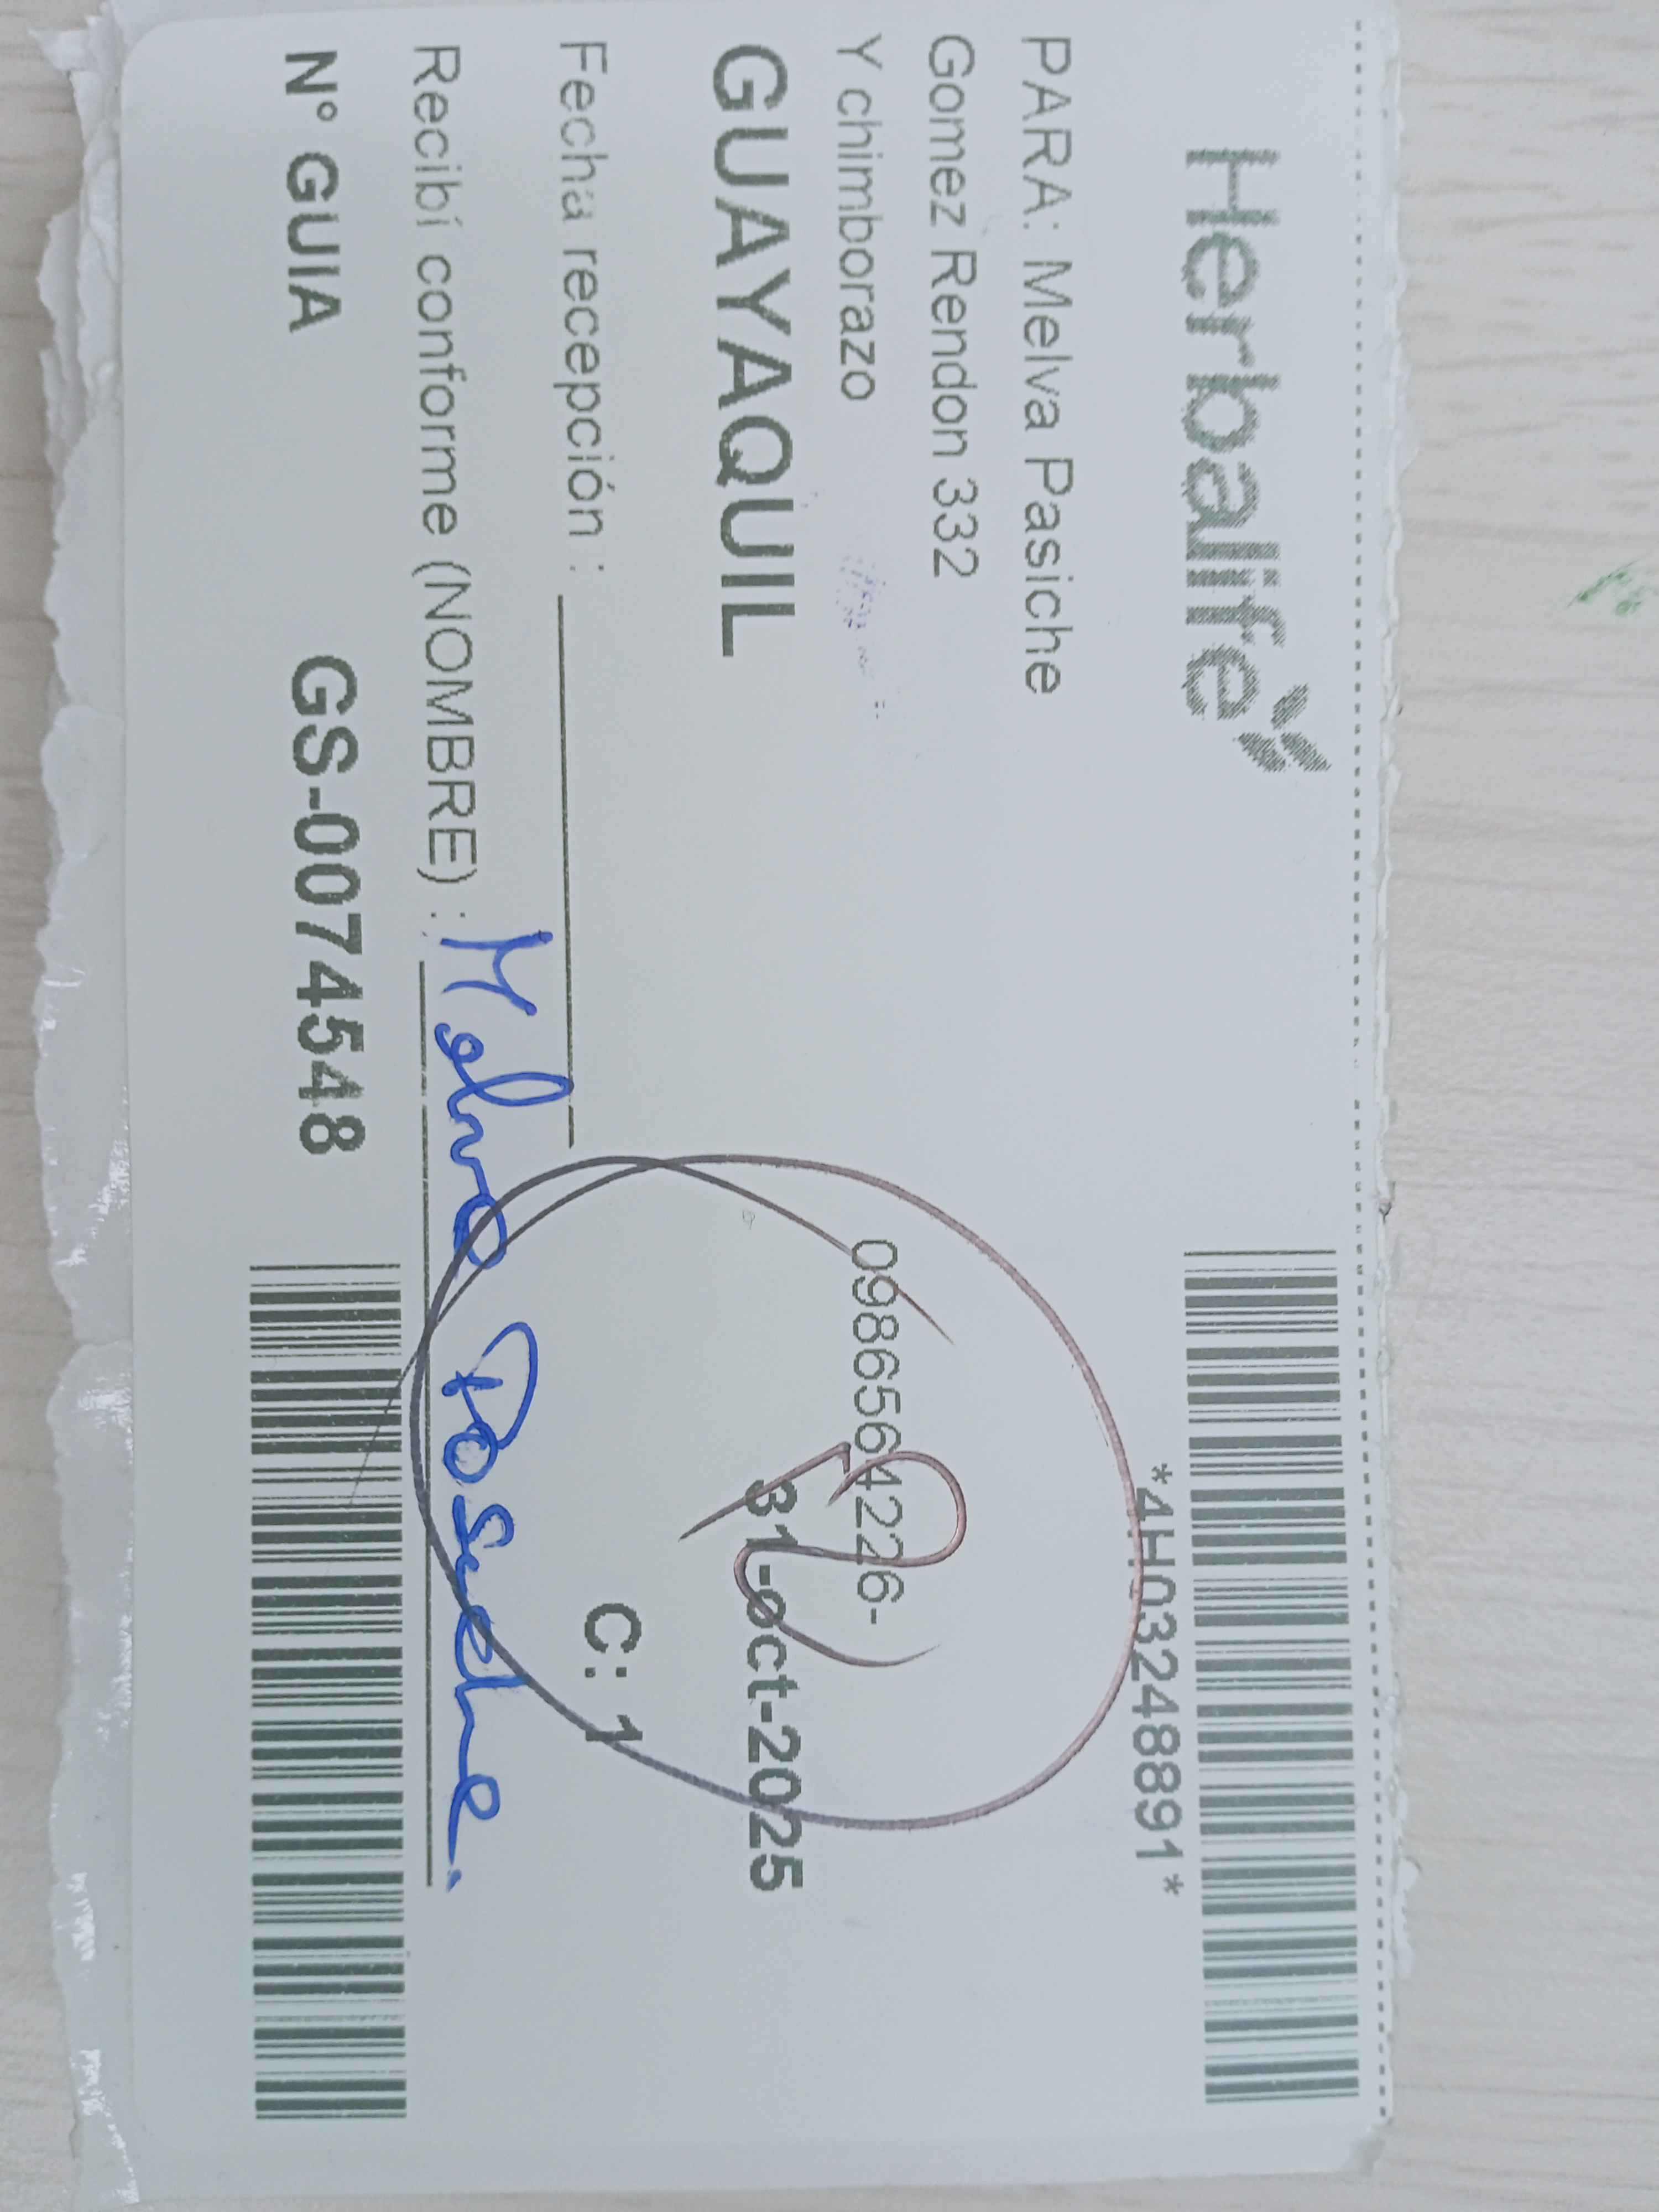 Herbalife
*4H03248891*
PARA: Melva Pasiche
Gomez Rendon 332
Y chimborazo
0986564226-
GUAYAQUIL
31-oct-2025
Fecha recepción :
C: 1
Recibí conforme (NOMBRE) : Melva Pasiche.
N° GUIA GS-0074548